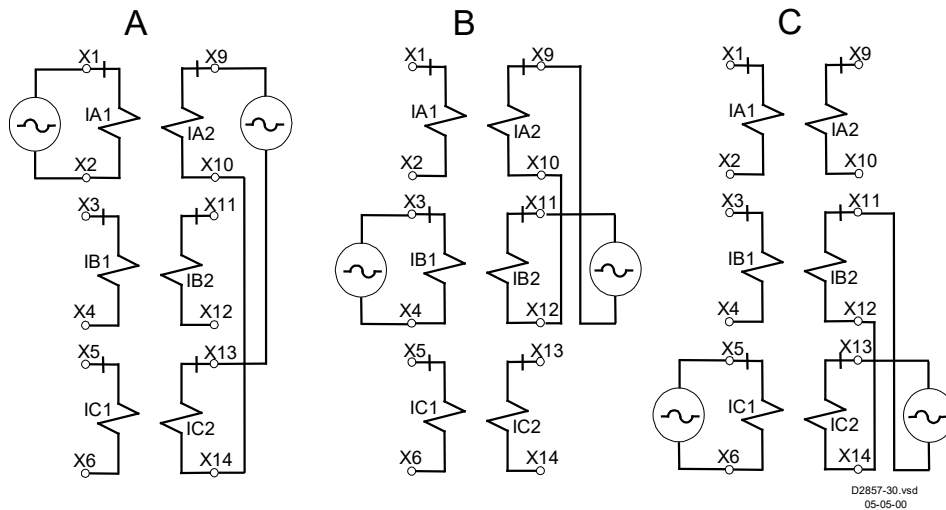 A
X1
X9
IA1
IA2
X2
X10
X3
X11
IB1
IB2
X4
X12
X5
X13
IC1
IC2
X6
X14
B
X1
X9
IA1
IA2
X2
X10
X3
X11
IB1
IB2
X4
X12
X5
X13
IC1
IC2
X6
X14
C
X1
X9
IA1
IA2
X2
X10
X3
X11
IB1
IB2
X4
X12
X5
X13
IC1
IC2
X6
X14
D2857-30.vsd
05-05-00